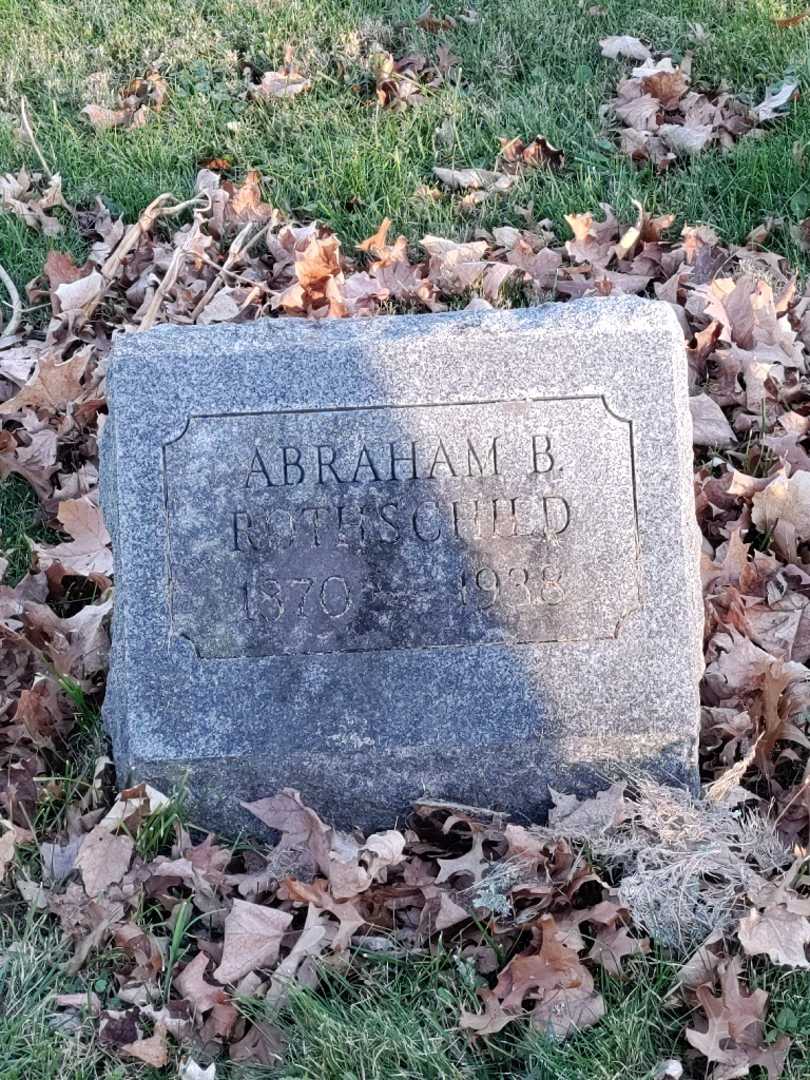 ABRAHAM B.
ROTHSCHILD
1870 — 1938